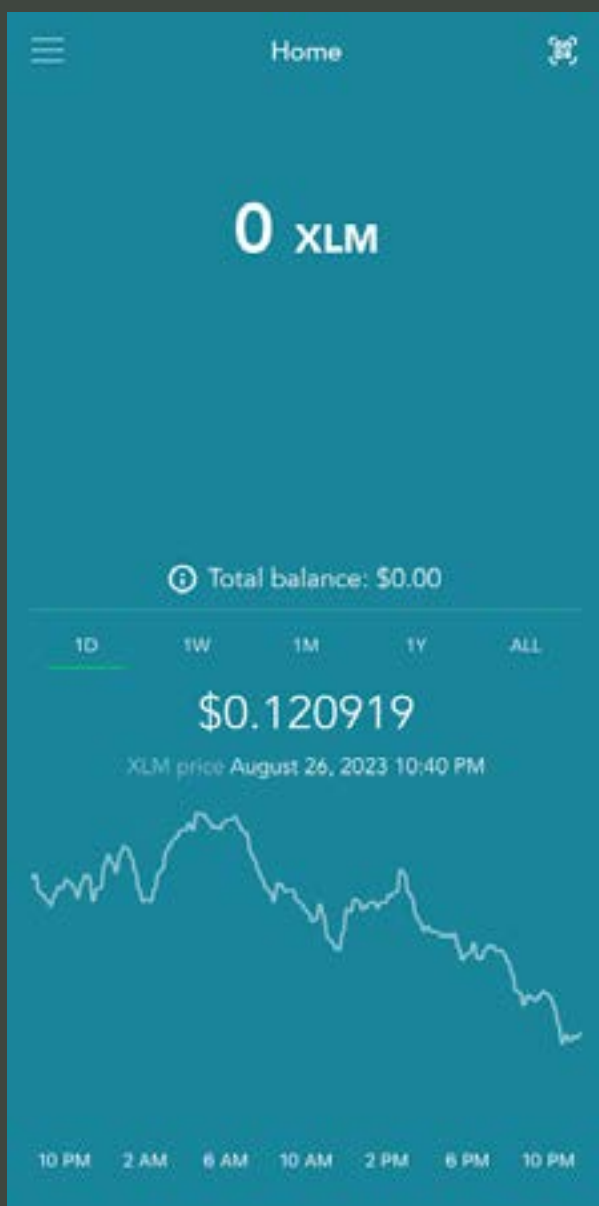 Home
0 XLM
Total balance: $0.00
1D 1W 1M 1Y ALL
$0.120919
XLM price August 26, 2023 10:40 PM
10 PM 2 AM 6 AM 10 AM 2 PM 6 PM 10 PM